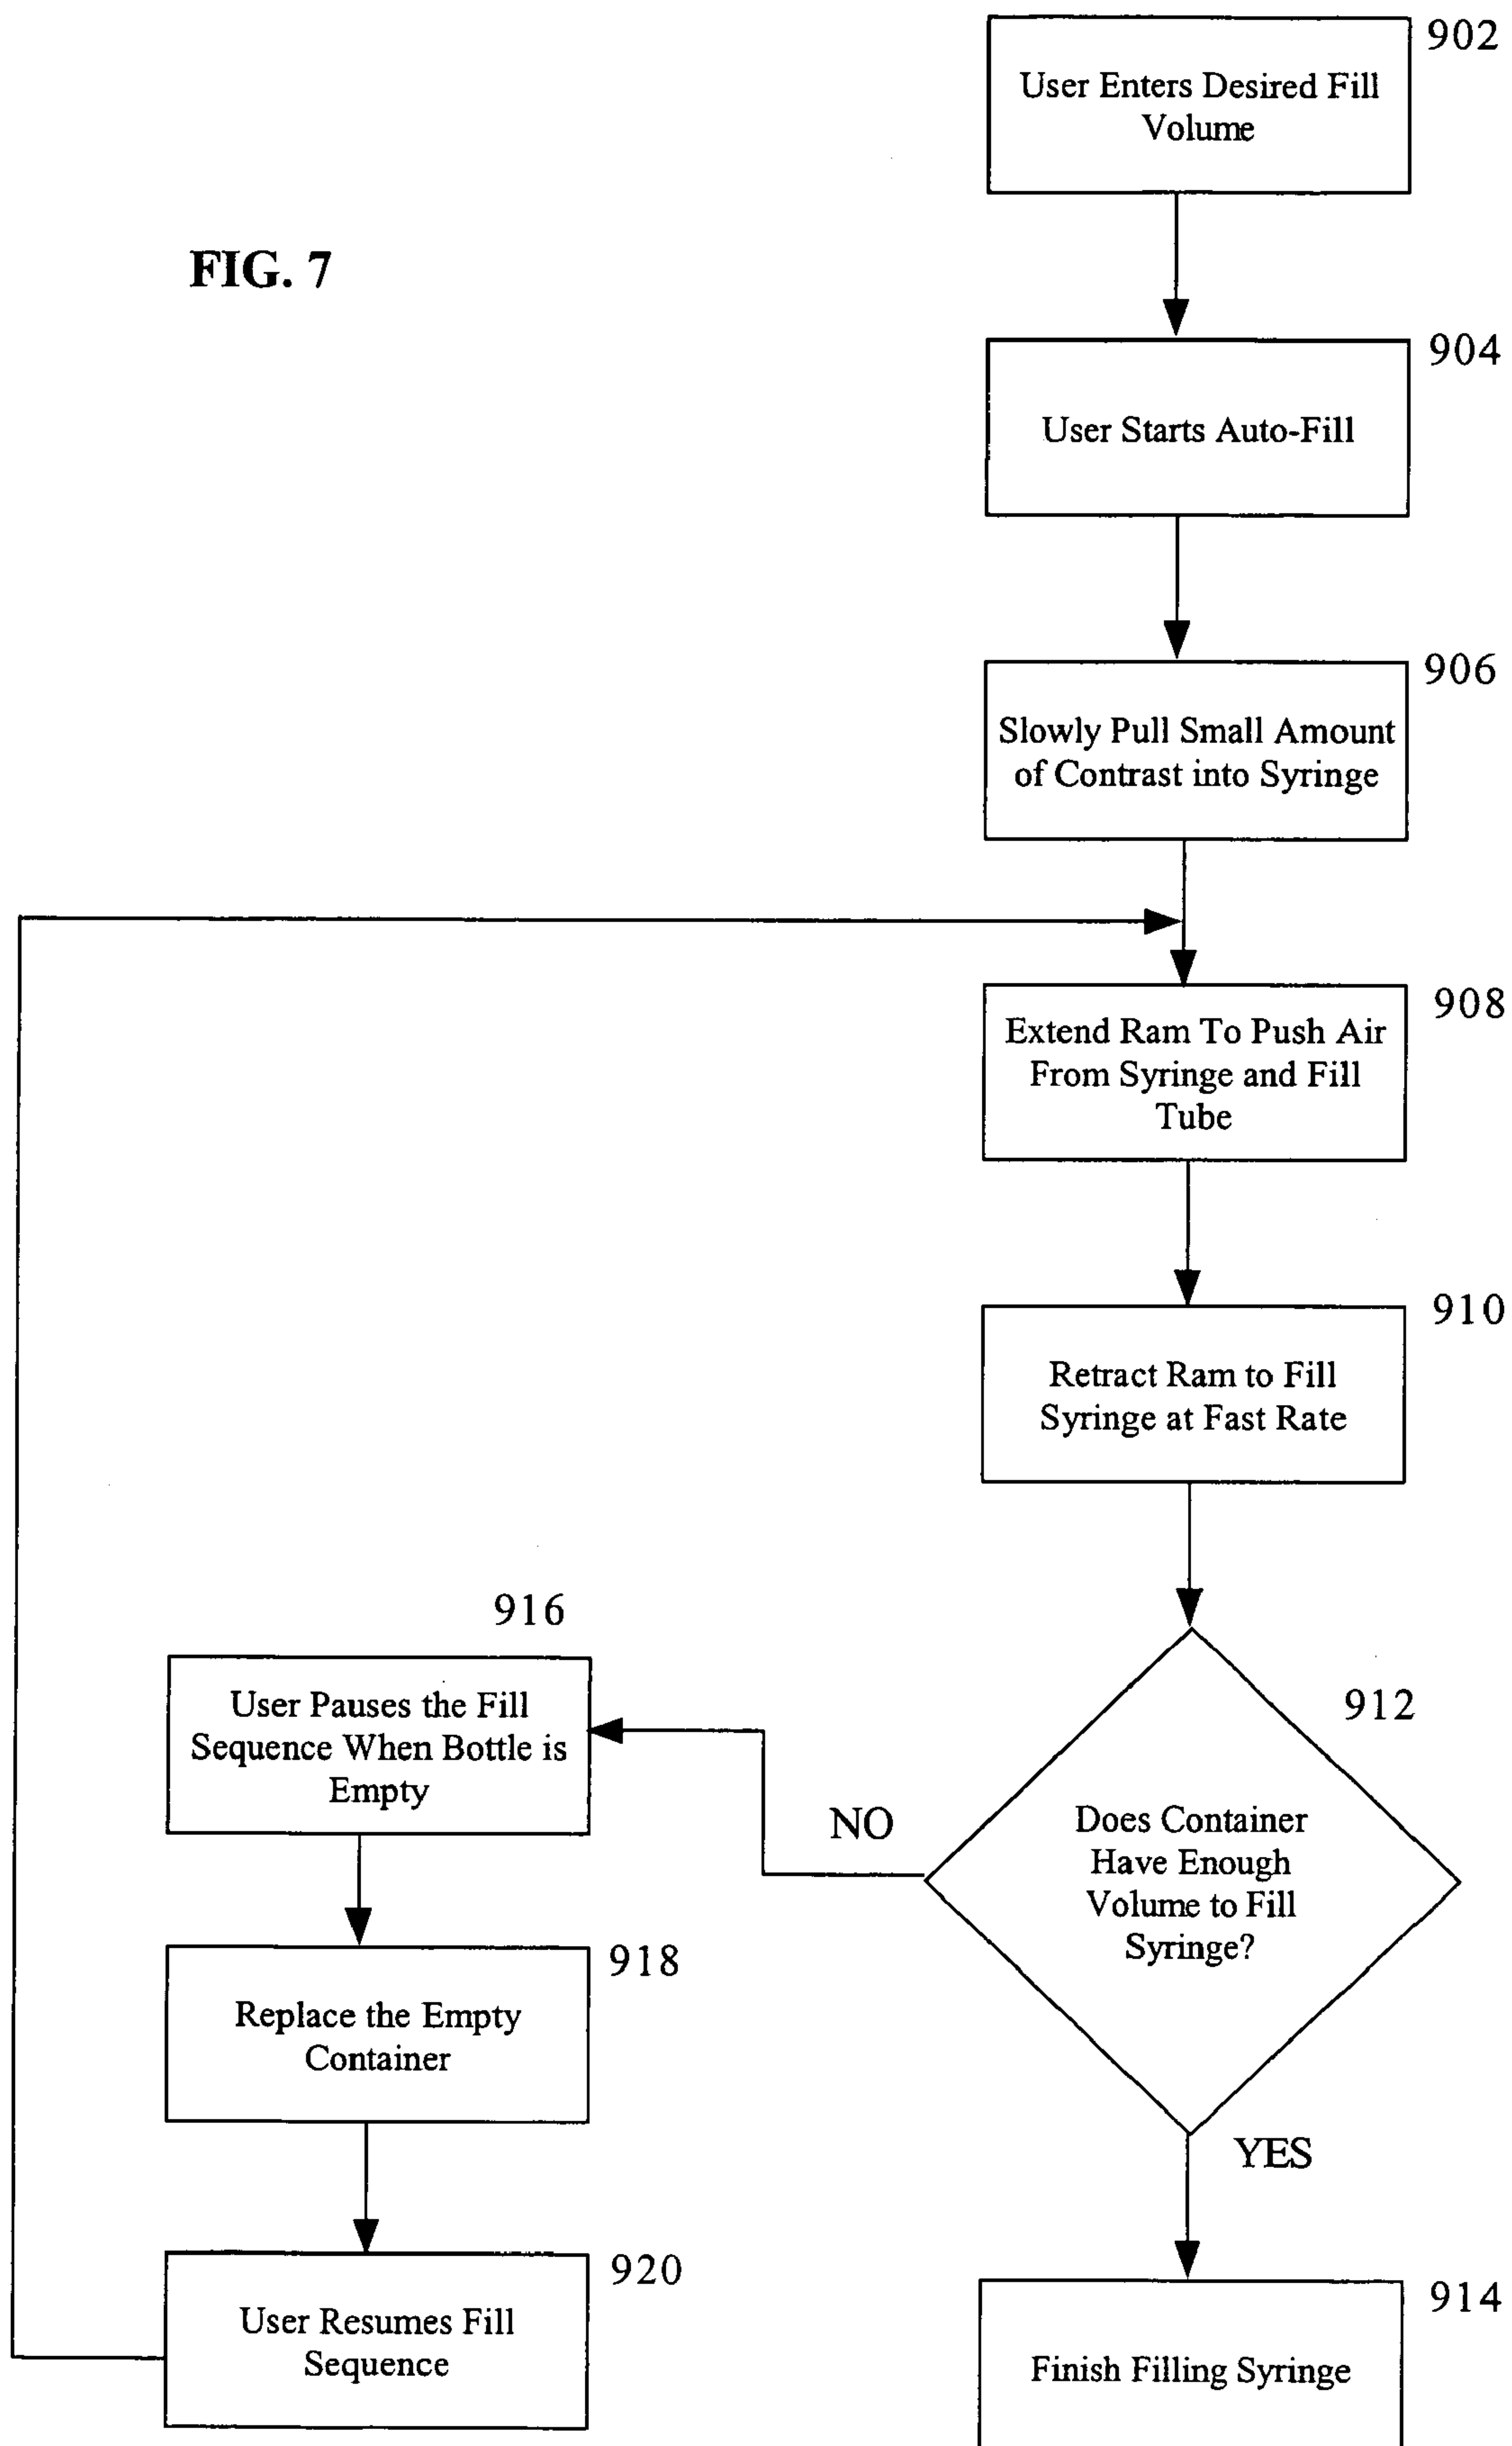 FIG. 7
902
User Enters Desired Fill
Volume
904
User Starts Auto-Fill
906
Slowly Pull Small Amount
of Contrast into Syringe
908
Extend Ram To Push Air
From Syringe and Fill
Tube
910
Retract Ram to Fill
Syringe at Fast Rate
912
Does Container
Have Enough
Volume to Fill
Syringe?
NO
916
User Pauses the Fill
Sequence When Bottle is
Empty
918
Replace the Empty
Container
920
User Resumes Fill
Sequence
YES
914
Finish Filling Syringe